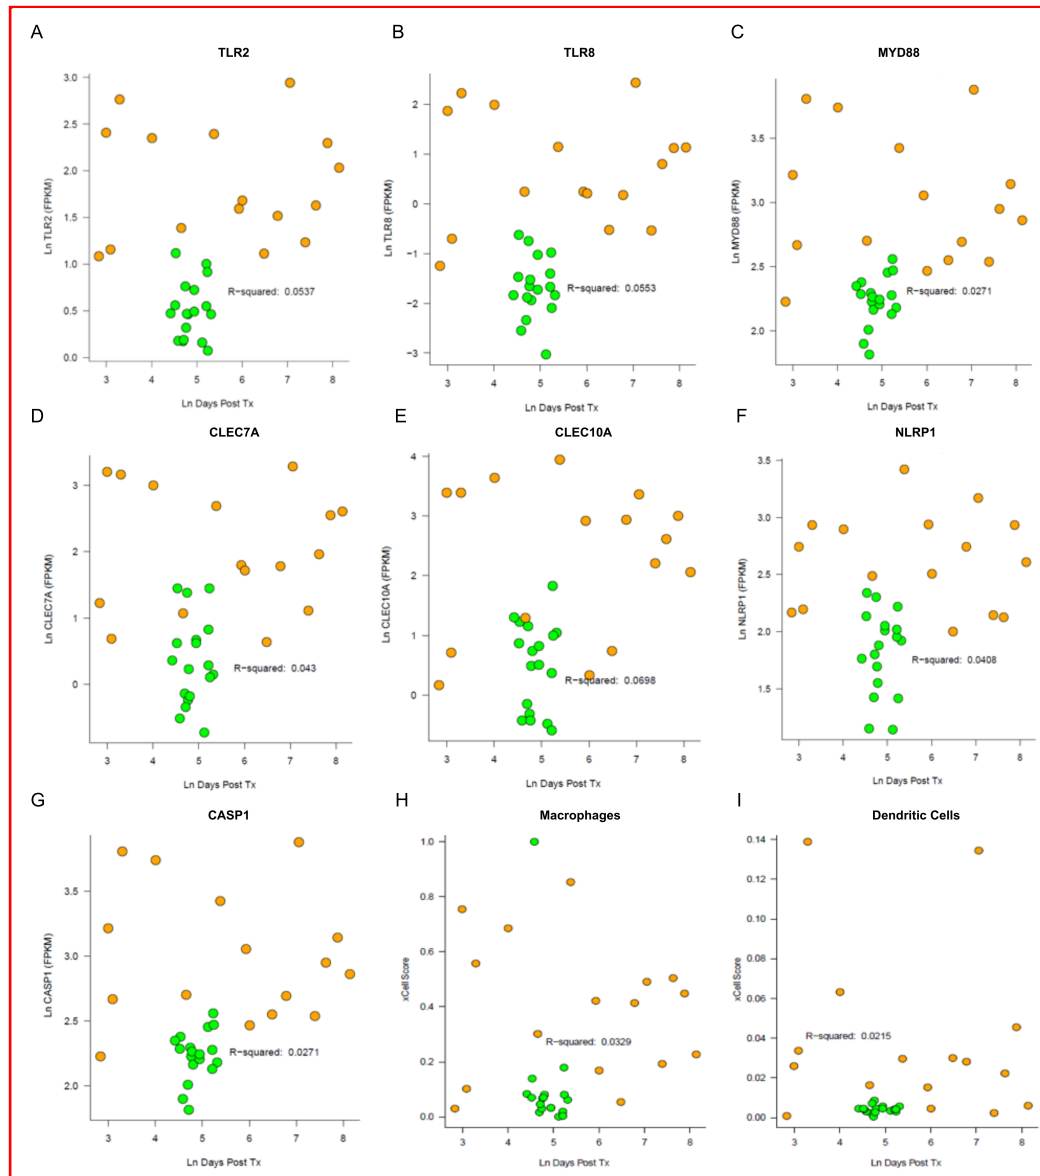 A
TLR2
Ln TLR2 (FPKM)
3.0
2.5
2.0
1.5
1.0
0.5
0.0
R−squared: 0.0537
3 4 5 6 7 8
Ln Days Post Tx
B
TLR8
Ln TLR8 (FPKM)
2
1
0
−1
−2
−3
R−squared: 0.0553
3 4 5 6 7 8
Ln Days Post Tx
C
MYD88
Ln MYD88 (FPKM)
3.5
3.0
2.5
2.0
R−squared: 0.0271
3 4 5 6 7 8
Ln Days Post Tx
D
CLEC7A
Ln CLEC7A (FPKM)
3
2
1
0
R−squared: 0.043
3 4 5 6 7 8
Ln Days Post Tx
E
CLEC10A
Ln CLEC10A (FPKM)
4
3
2
1
0
R−squared: 0.0698
3 4 5 6 7 8
Ln Days Post Tx
F
NLRP1
Ln NLRP1 (FPKM)
3.5
3.0
2.5
2.0
1.5
R−squared: 0.0408
3 4 5 6 7 8
Ln Days Post Tx
G
CASP1
Ln CASP1 (FPKM)
3.5
3.0
2.5
2.0
R−squared: 0.0271
3 4 5 6 7 8
Ln Days Post Tx
H
Macrophages
xCell Score
1.0
0.8
0.6
0.4
0.2
0.0
R−squared: 0.0329
3 4 5 6 7 8
Ln Days Post Tx
I
Dendritic Cells
xCell Score
0.14
0.12
0.10
0.08
0.06
0.04
0.02
0.00
R−squared: 0.0215
3 4 5 6 7 8
Ln Days Post Tx